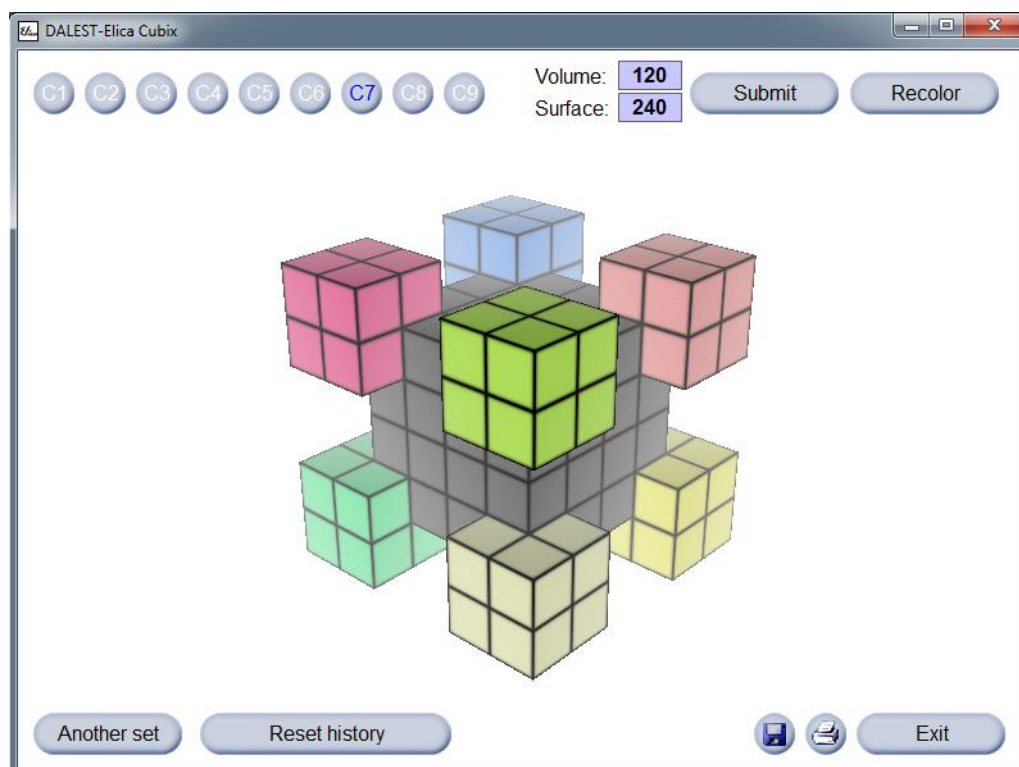 DALEST-Elica Cubix
C1 C2 C3 C4 C5 C6 C7 C8 C9
Volume: 120
Surface: 240
Submit
Recolor
Another set
Reset history
Exit